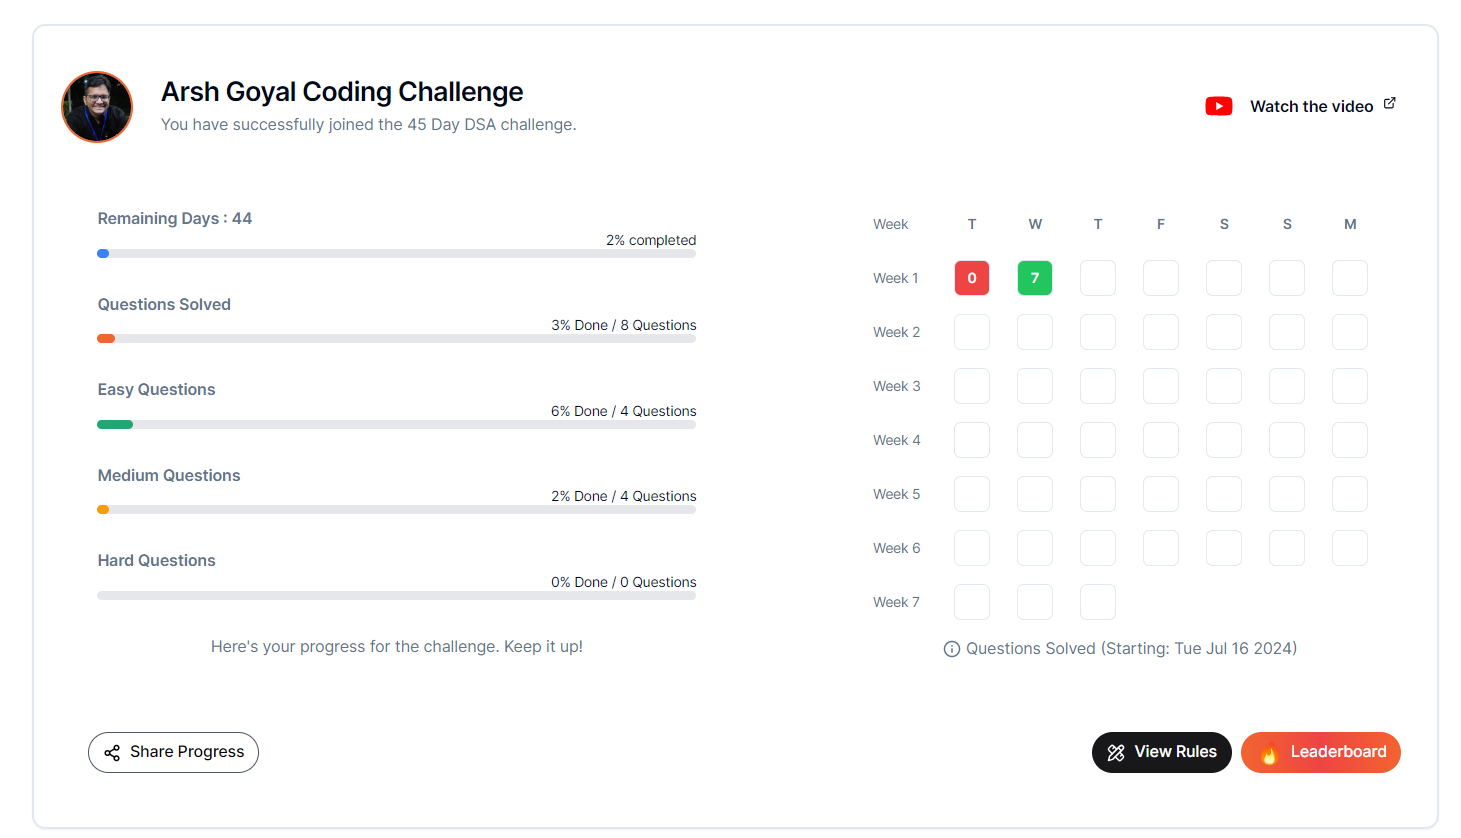 Arsh Goyal Coding Challenge
You have successfully joined the 45 Day DSA challenge.
Watch the video
Remaining Days : 44
2% completed
Questions Solved
3% Done / 8 Questions
Easy Questions
6% Done / 4 Questions
Medium Questions
2% Done / 4 Questions
Hard Questions
0% Done / 0 Questions
Here's your progress for the challenge. Keep it up!
Week T W T F S S M
Week 1 0 7
Week 2
Week 3
Week 4
Week 5
Week 6
Week 7
Questions Solved (Starting: Tue Jul 16 2024)
Share Progress
View Rules
Leaderboard